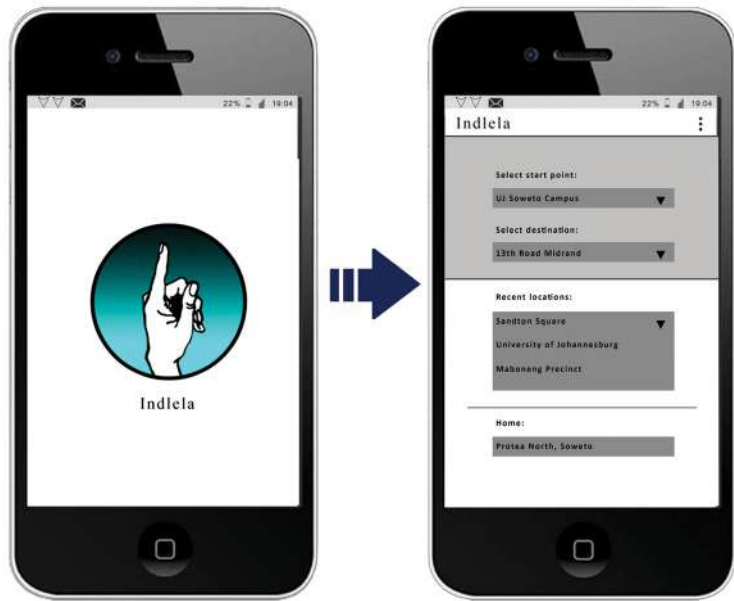 22% 19:04
Indlela
22% 19:04
Indlela
Select start point:
UJ Soweto Campus
Select destination:
13th Road Midrand
Recent locations:
Sandton Square
University of Johannesburg
Maboneng Precinct
Home:
Protea North, Soweto